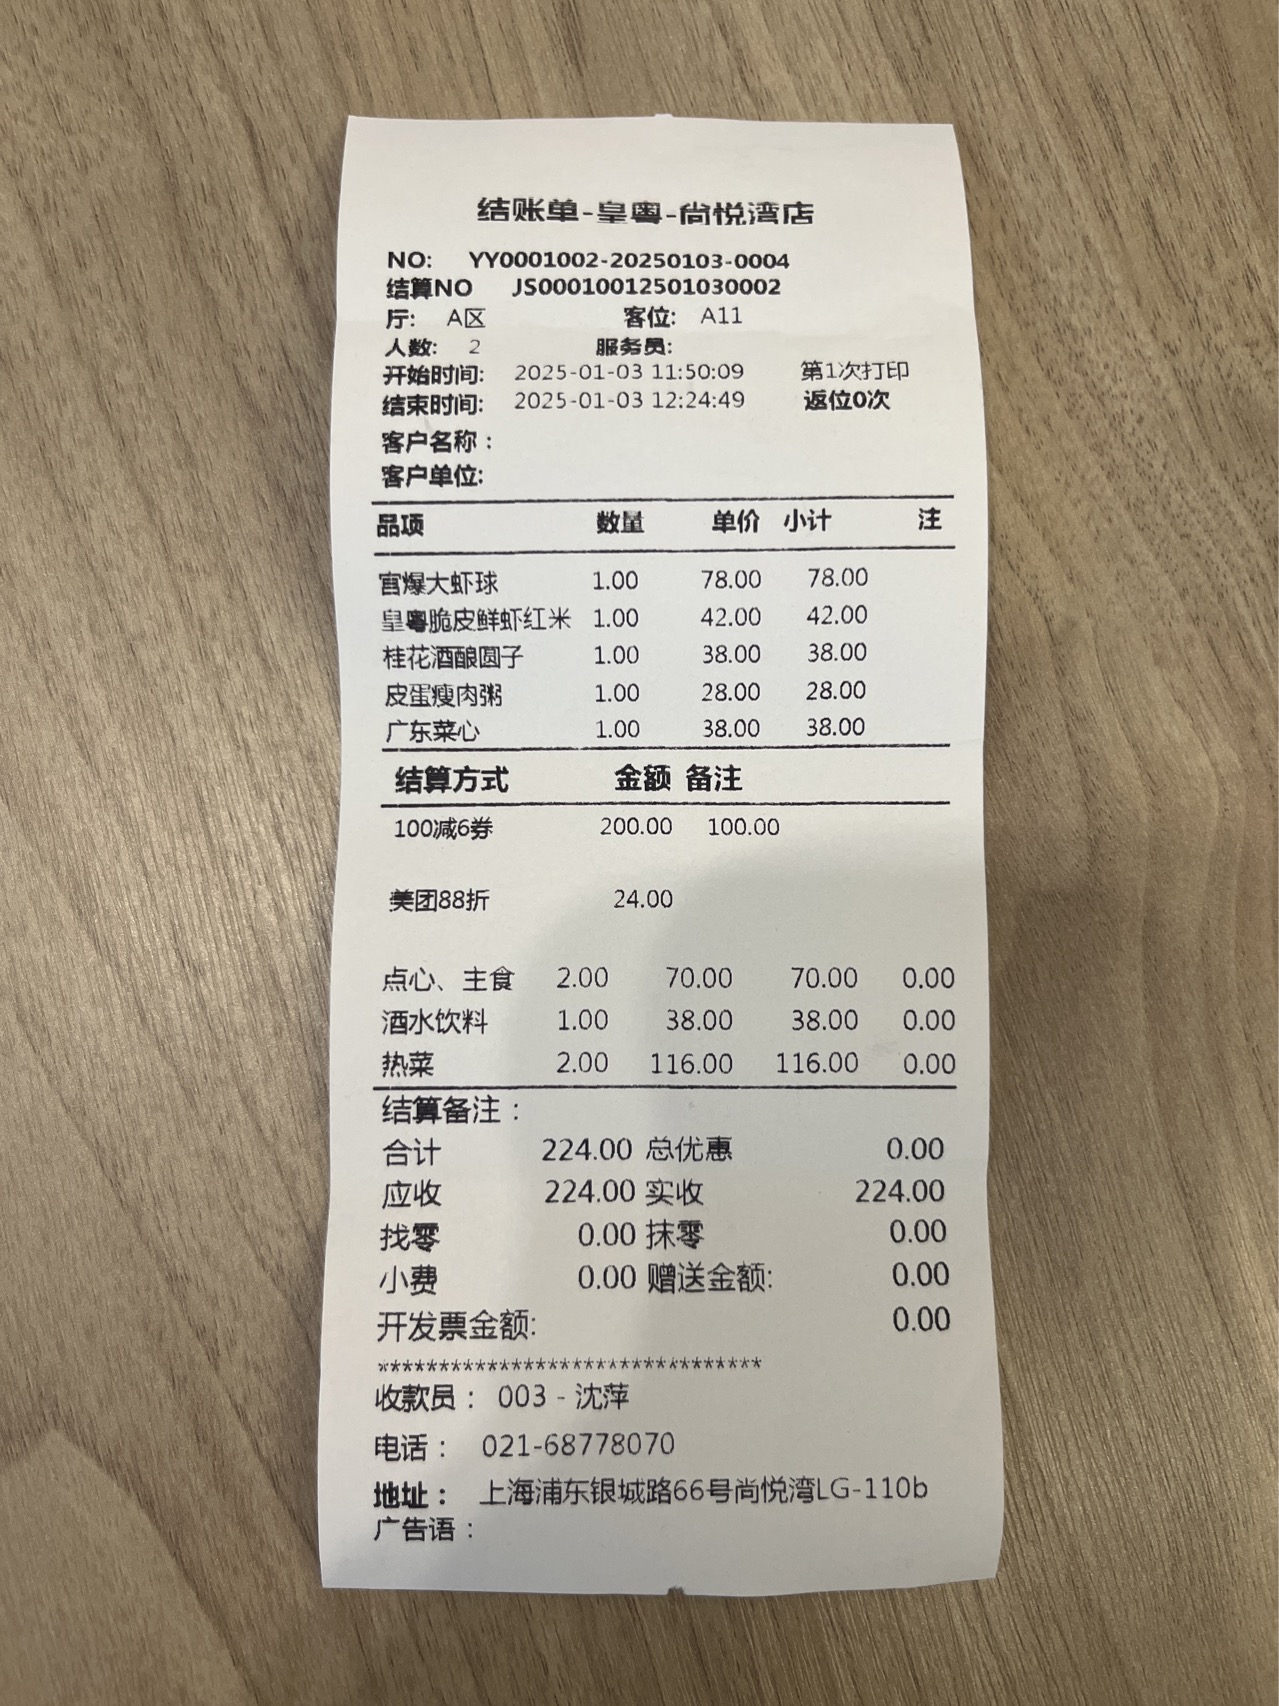 结账单-皇粤-尚悦湾店
NO: YY0001002-20250103-0004
结算NO JS00010012501030002
厅: A区 客位: A11
人数: 2 服务员:
开始时间: 2025-01-03 11:50:09 第1次打印
结束时间: 2025-01-03 12:24:49 返位0次
客户名称:
客户单位:
品项 数量 单价 小计 注
宫爆大虾球 1.00 78.00 78.00
皇粤脆皮鲜虾红米 1.00 42.00 42.00
桂花酒酿圆子 1.00 38.00 38.00
皮蛋瘦肉粥 1.00 28.00 28.00
广东菜心 1.00 38.00 38.00
结算方式 金额 备注
100减6券 200.00 100.00
美团88折 24.00
点心、主食 2.00 70.00 70.00 0.00
酒水饮料 1.00 38.00 38.00 0.00
热菜 2.00 116.00 116.00 0.00
结算备注:
合计 224.00 总优惠 0.00
应收 224.00 实收 224.00
找零 0.00 抹零 0.00
小费 0.00 赠送金额: 0.00
开发票金额: 0.00
********************************
收款员: 003 - 沈萍
电话: 021-68778070
地址: 上海浦东银城路66号尚悦湾LG-110b
广告语: